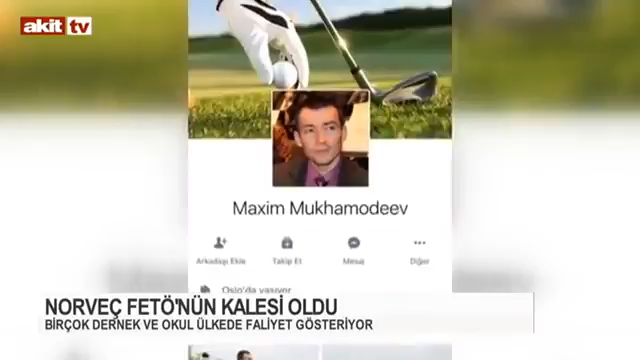 akit tv
Maxim Mukhamodeev
Arkadaşı Ekle Takip Et Mesaj Diğer
Oslo'da yaşıyor
NORVEÇ FETÖ'NÜN KALESİ OLDU
BİRÇOK DERNEK VE OKUL ÜLKEDE FALİYET GÖSTERİYOR